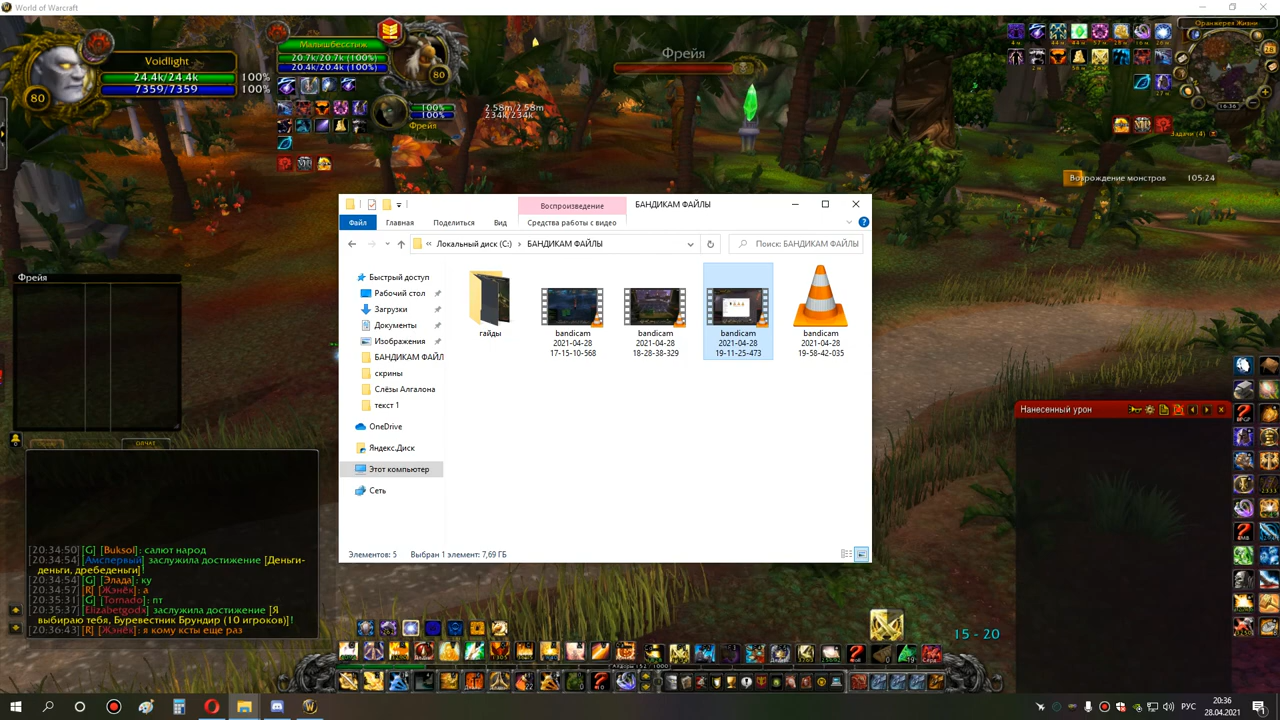 World of Warcraft
Voidlight
24.4k/24.4k 100%
7359/7359 100%
80
Малышбесстыж
20.7k/20.7k (100%)
20.4k/20.4k (100%)
80
100% 2.58m/2.58m
100% 234k/234k
Фрейя
Фрейя
Оранжерея Жизни
28
16:36
Задачи (4)
Возрождение монстров 105:24
Воспроизведение
БАНДИКАМ ФАЙЛЫ
Файл
Главная
Поделиться
Вид
Средства работы с видео
« Локальный диск (C:) › БАНДИКАМ ФАЙЛЫ
Поиск: БАНДИКАМ ФАЙЛЫ
Быстрый доступ
Рабочий стол
Загрузки
Документы
Изображения
БАНДИКАМ ФАЙЛ
скрины
Слёзы Алгалона
текст 1
OneDrive
Яндекс.Диск
Этот компьютер
Сеть
гайды
bandicam
2021-04-28
17-15-10-568
bandicam
2021-04-28
18-28-38-329
bandicam
2021-04-28
19-11-25-473
bandicam
2021-04-28
19-58-42-035
Элементов: 5 Выбран 1 элемент: 7,69 ГБ
Фрейя
ОЛЧАТ
[20:34:50] [G] [Buksol]: салют народ
[20:34:54] [Амспервый] заслужила достижение [Деньги-
деньги, дребеденьги]!
[20:34:54] [G] [Элада]: ку
[20:34:57] [R] [Жэнёк]: а
[20:35:31] [G] [Tornado]: пт
[20:35:37] [Elizabetgodx] заслужила достижение [Я
выбираю тебя, Буревестник Брундир (10 игроков)]!
[20:36:43] [R] [Жэнёк]: я кому ксты еще раз
Нанесенный урон
15 - 20
РУС
20:36
28.04.2021